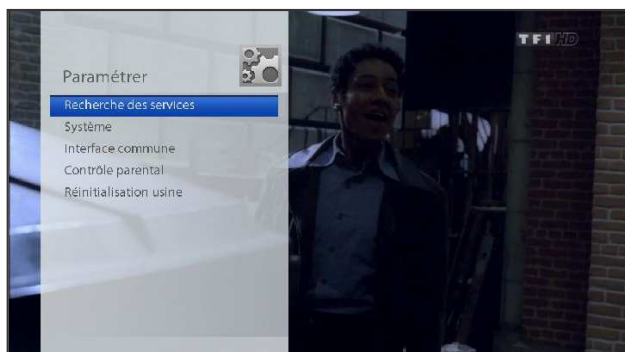 TF1 HD
Paramétrer
Recherche des services
Système
Interface commune
Contrôle parental
Réinitialisation usine